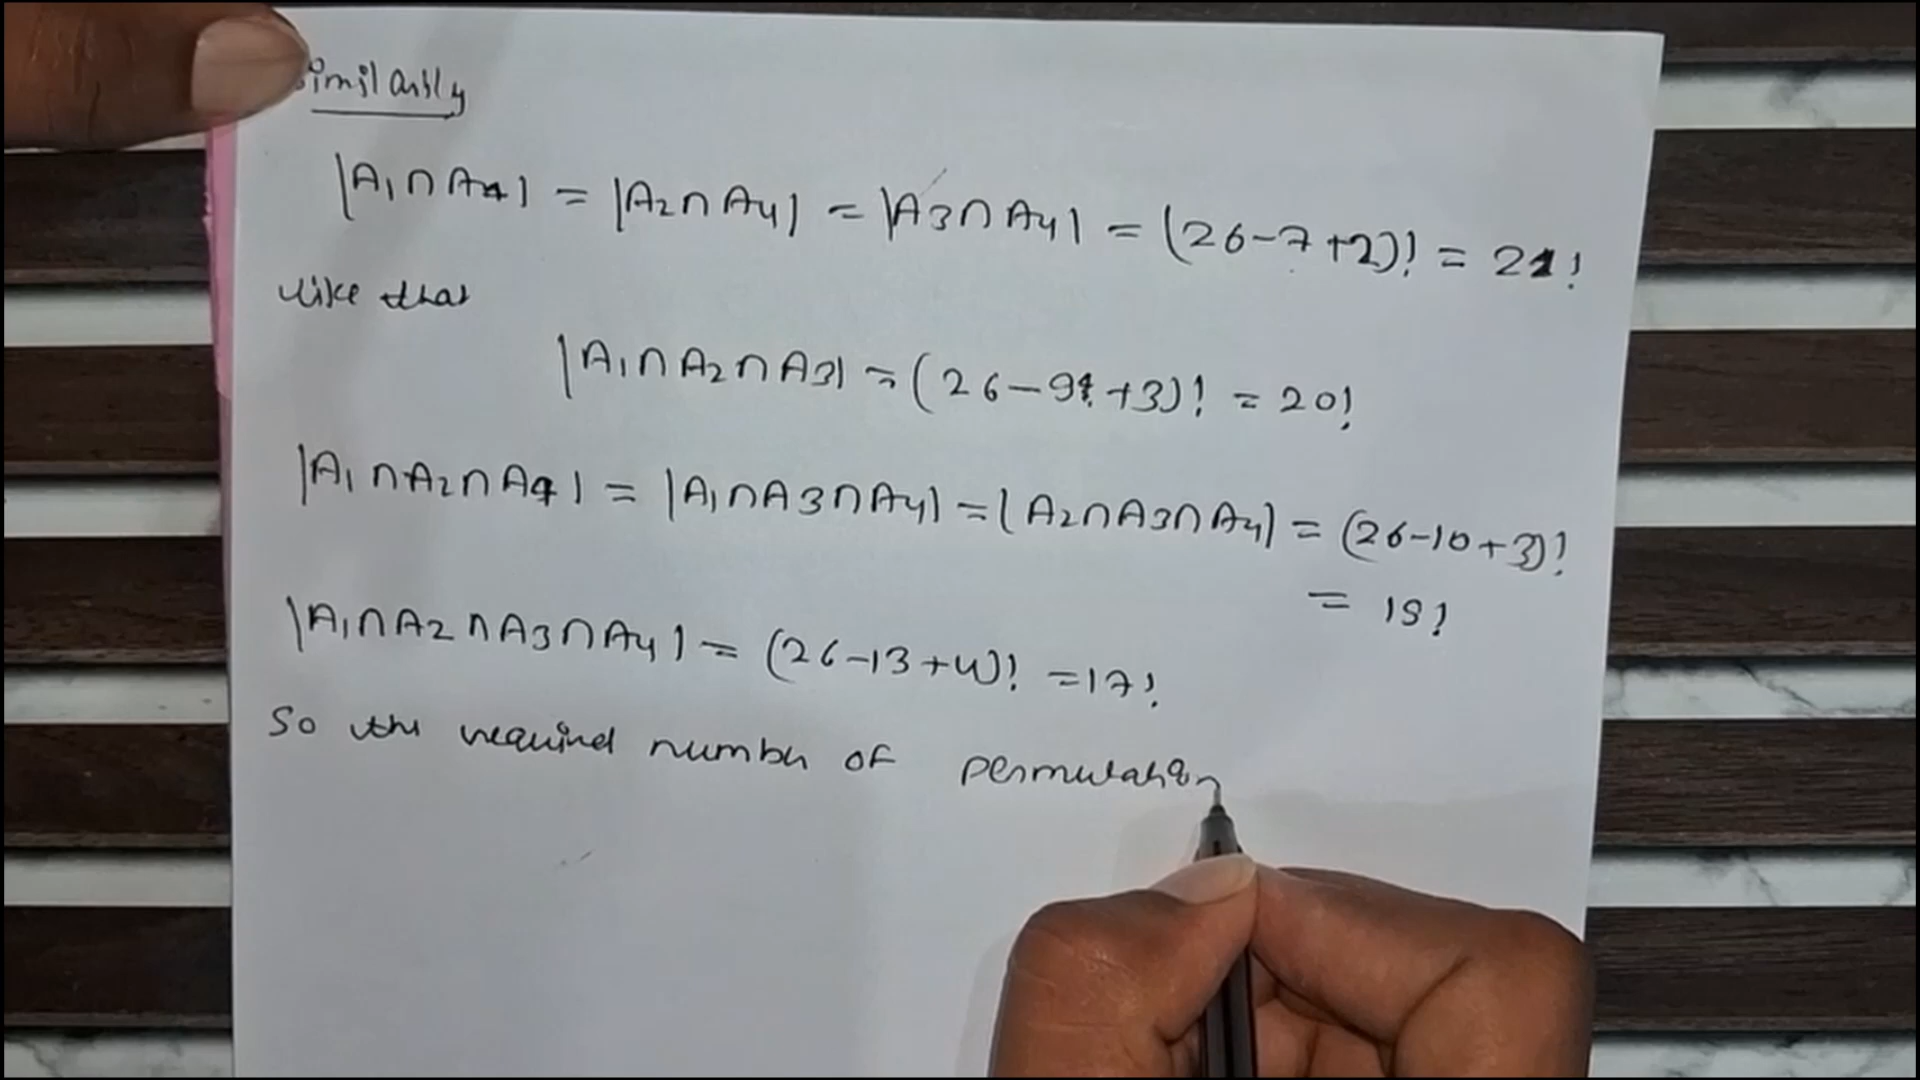 Similarly
|A₁∩A4| = |A₂∩A4| = |A3∩A4| = (26-7+2)! = 21!
like that
|A₁∩A₂∩A3| = (26-9+3)! = 20!
|A₁∩A₂∩A4| = |A₁∩A3∩A4| = |A₂∩A3∩A4| = (26-10+3)!
= 19!
|A₁∩A2∩A3∩A4| = (26-13+4)! = 17!
So the required number of permutation